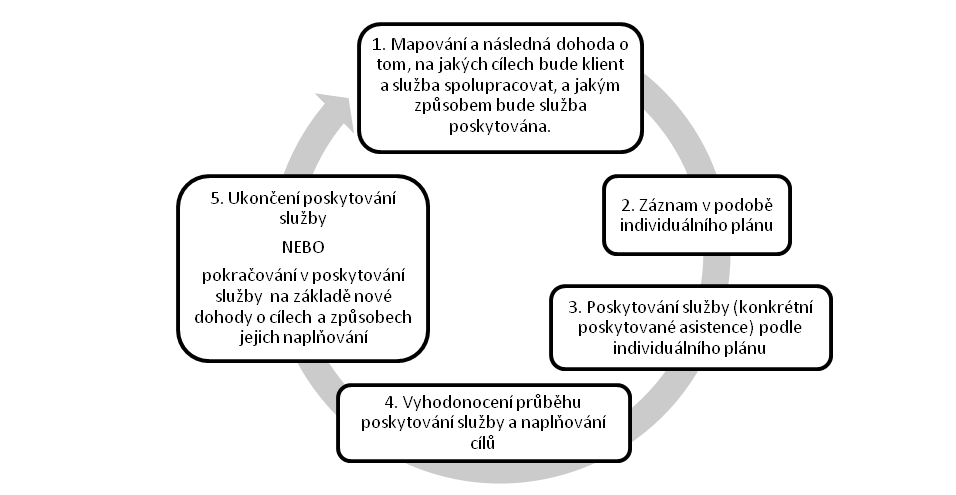 1. Mapování a následná dohoda o
tom, na jakých cílech bude klient
a služba spolupracovat, a jakým
způsobem bude služba
poskytována.
2. Záznam v podobě
individuálního plánu
3. Poskytování služby (konkrétní
poskytované asistence) podle
individuálního plánu
4. Vyhodonocení průběhu
poskytování služby a naplňování
cílů
5. Ukončení poskytování
služby
NEBO
pokračování v poskytování
služby na základě nové
dohody o cílech a způsobech
jejich naplňování